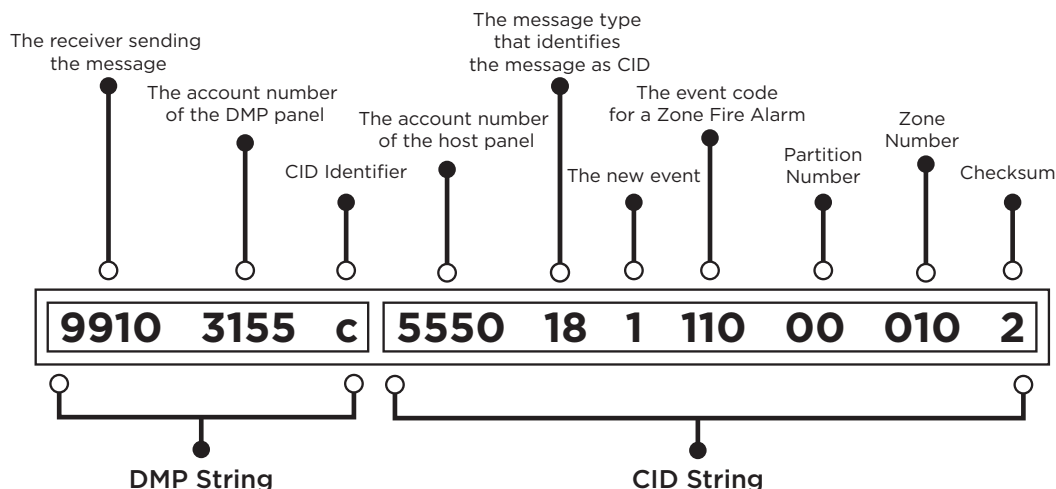 The message type
that identifies
the message as CID
The receiver sending
the message
The account number
of the DMP panel
The event code
for a Zone Fire Alarm
The account number
of the host panel
Zone
Number
CID Identifier
The new event
Partition
Number
Checksum
9910 3155 c 5550 18 1 110 00 010 2
DMP String CID String